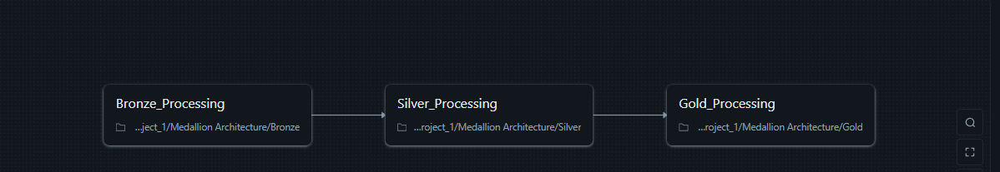 Bronze_Processing
...ject_1/Medallion Architecture/Bronze
Silver_Processing
...roject_1/Medallion Architecture/Silver
Gold_Processing
...roject_1/Medallion Architecture/Gold